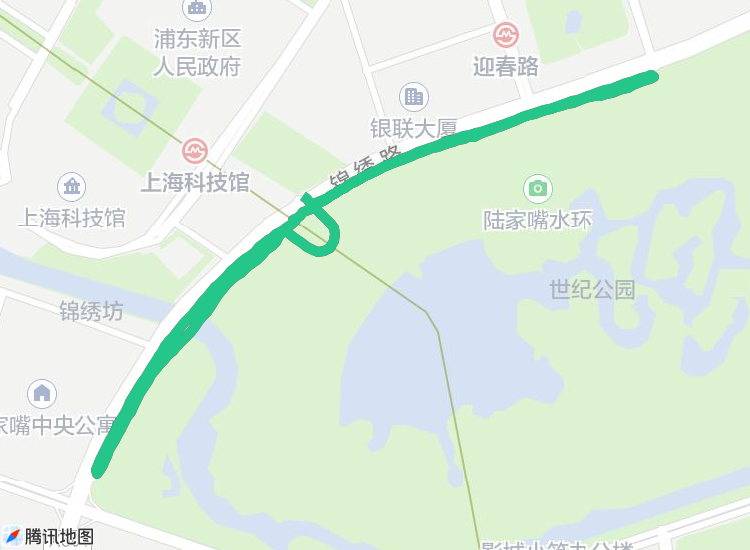 浦东新区
人民政府
迎春路
银联大厦
锦绣路
上海科技馆
上海科技馆
陆家嘴水环
世纪公园
锦绣坊
家嘴中央公寓
腾讯地图